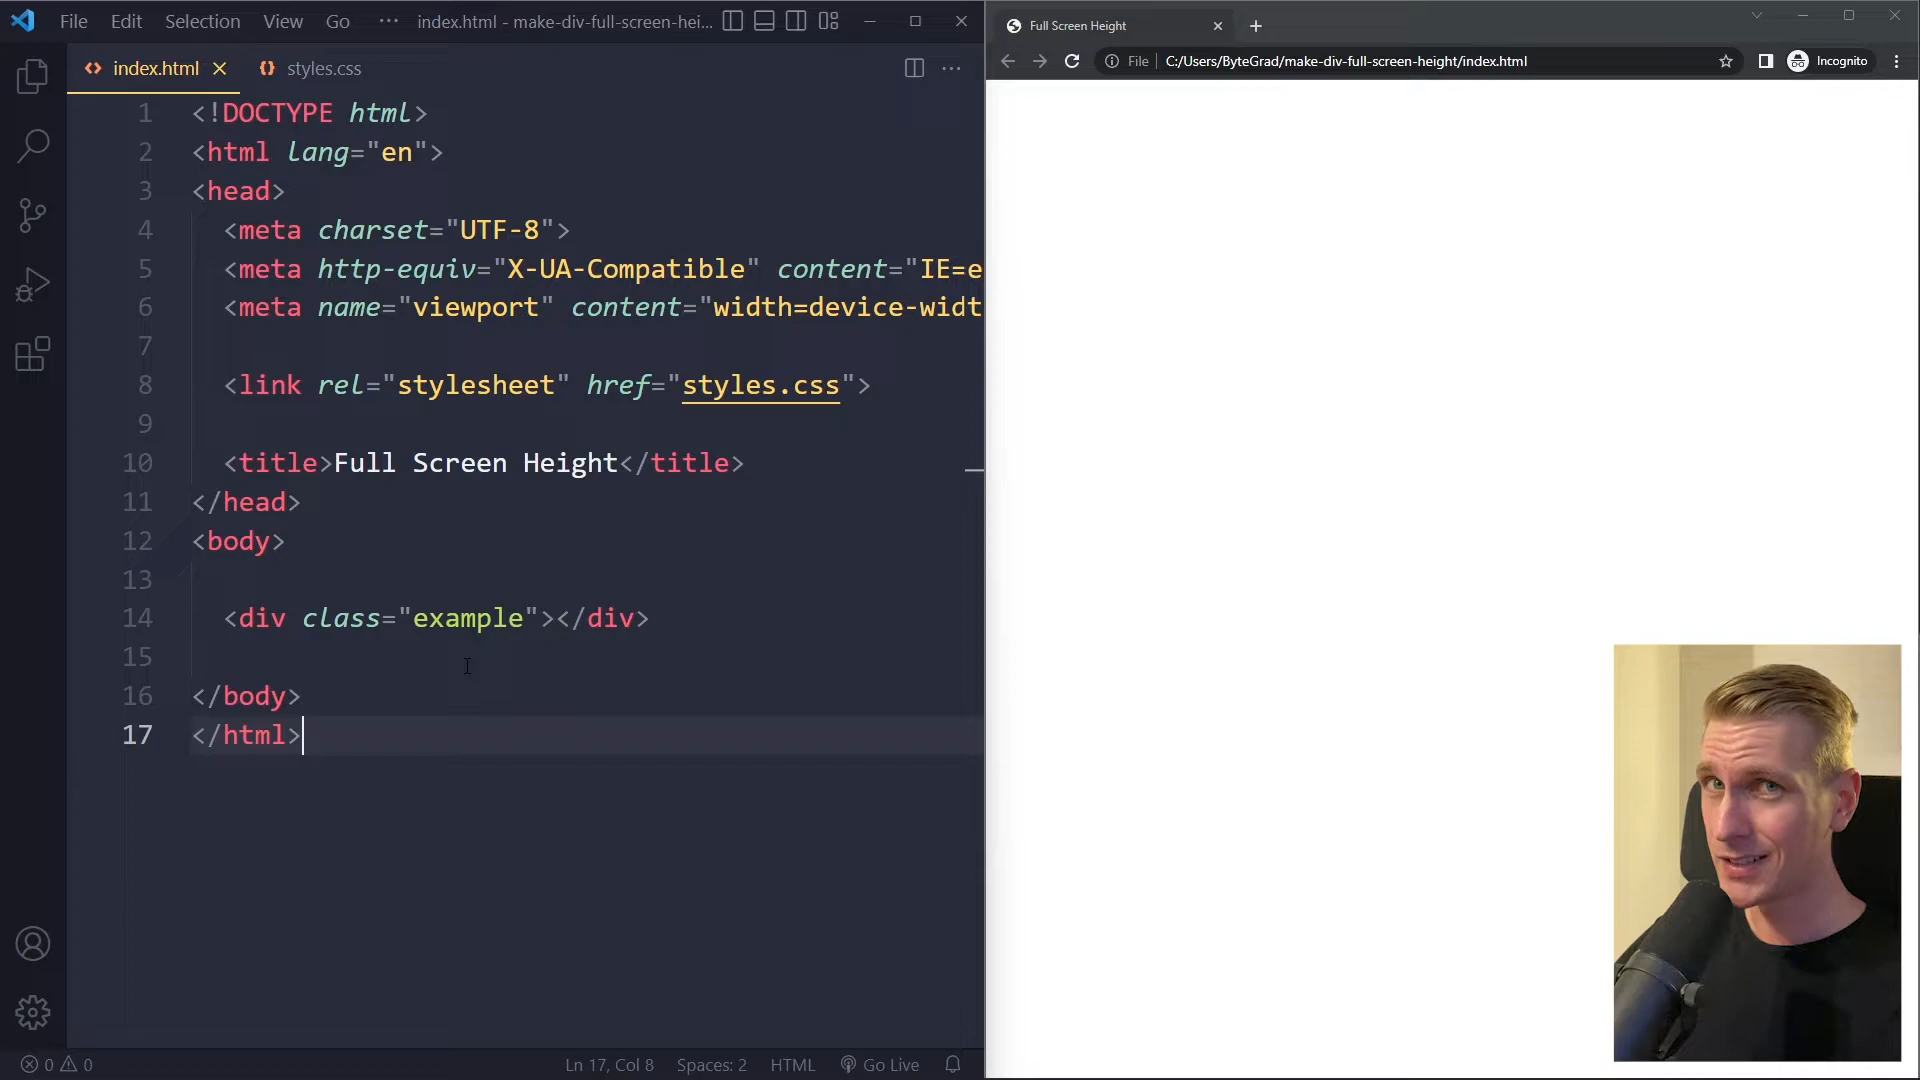 File Edit Selection View Go ··· index.html - make-div-full-screen-hei...
index.html styles.css
1 <!DOCTYPE html>
2 <html lang="en">
3 <head>
4 <meta charset="UTF-8">
5 <meta http-equiv="X-UA-Compatible" content="IE=e
6 <meta name="viewport" content="width=device-widt
7
8 <link rel="stylesheet" href="styles.css">
9
10 <title>Full Screen Height</title>
11 </head>
12 <body>
13
14 <div class="example"></div>
15
16 </body>
17 </html>
0 0 Ln 17, Col 8 Spaces: 2 HTML Go Live
Full Screen Height
File C:/Users/ByteGrad/make-div-full-screen-height/index.html Incognito